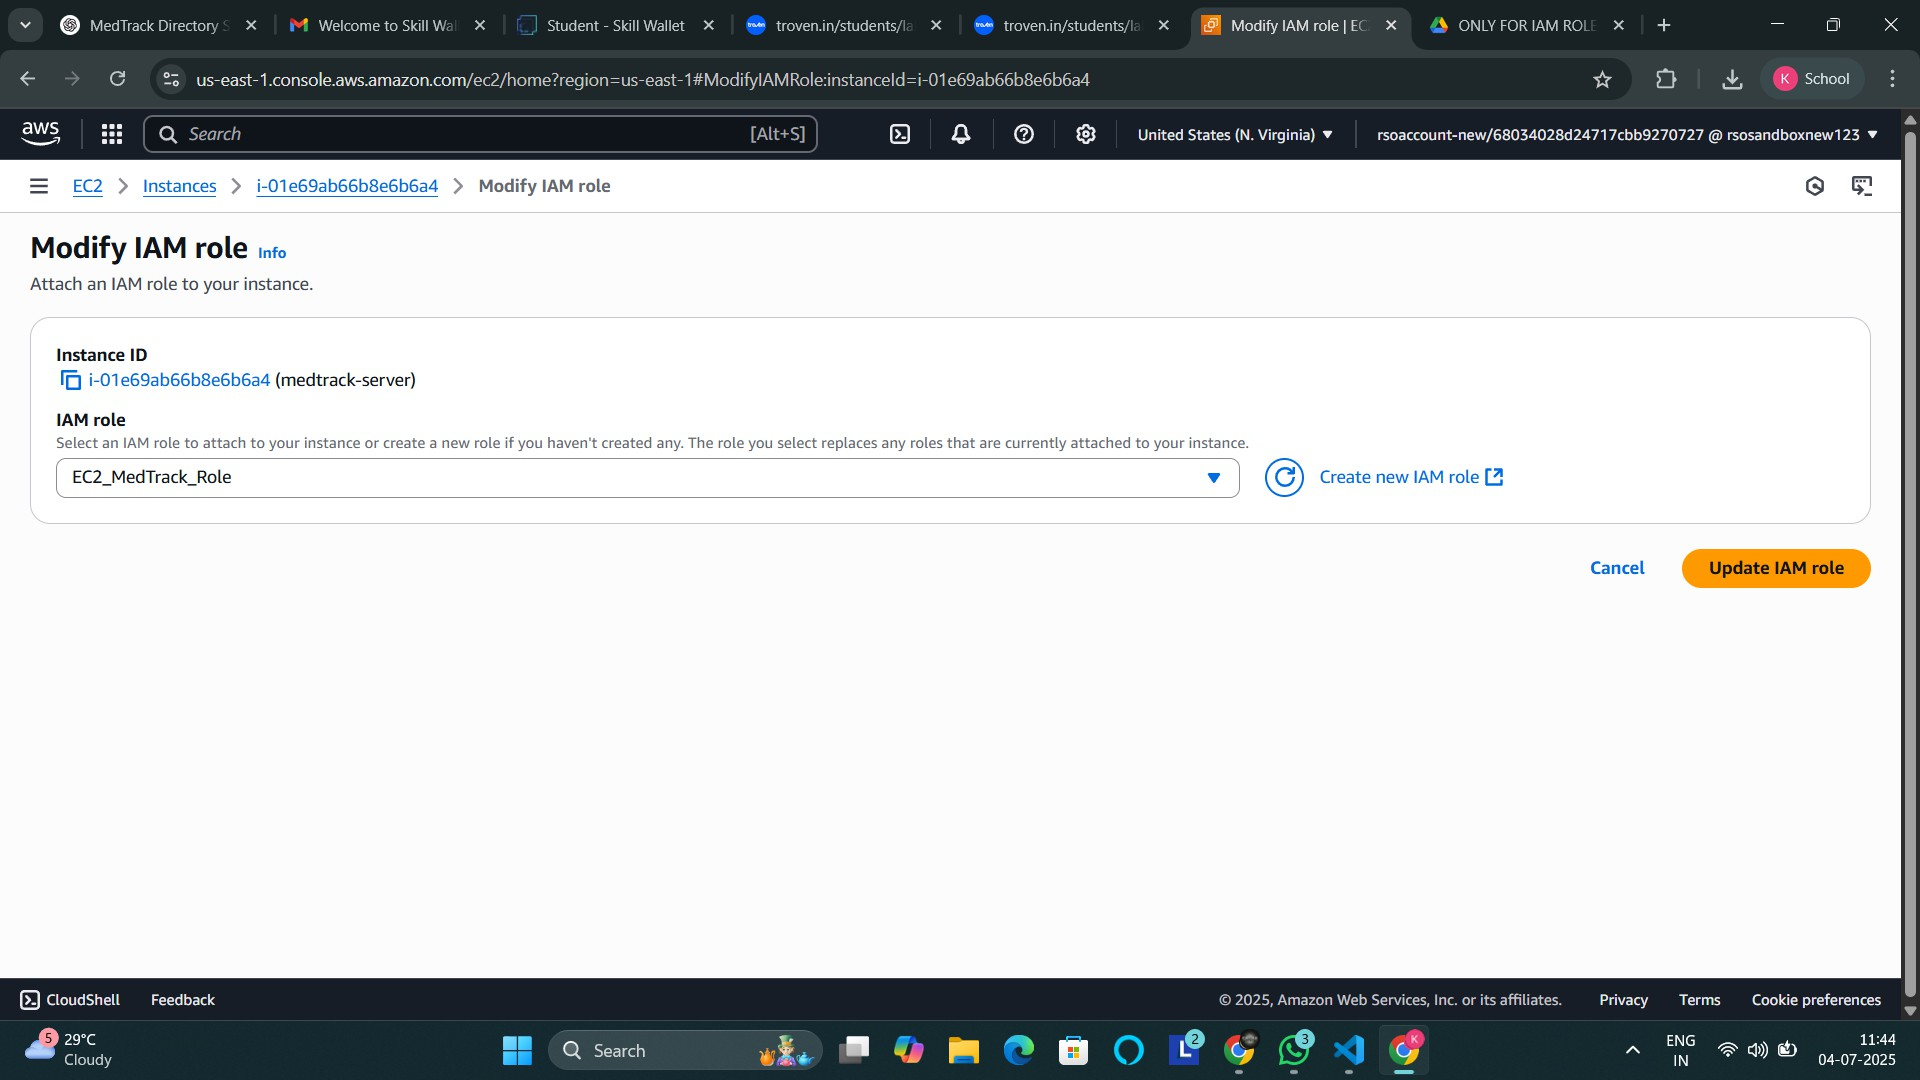 MedTrack Directory S
Welcome to Skill Wal
Student - Skill Wallet
troven.in/students/la
troven.in/students/la
Modify IAM role | EC
ONLY FOR IAM ROLE
us-east-1.console.aws.amazon.com/ec2/home?region=us-east-1#ModifyIAMRole:instanceId=i-01e69ab66b8e6b6a4
K School
aws
Search [Alt+S]
United States (N. Virginia)
rsoaccount-new/68034028d24717cbb9270727 @ rsosandboxnew123
EC2 > Instances > i-01e69ab66b8e6b6a4 > Modify IAM role
Modify IAM role Info
Attach an IAM role to your instance.
Instance ID
i-01e69ab66b8e6b6a4 (medtrack-server)
IAM role
Select an IAM role to attach to your instance or create a new role if you haven't created any. The role you select replaces any roles that are currently attached to your instance.
EC2_MedTrack_Role
Create new IAM role
Cancel
Update IAM role
CloudShell Feedback
© 2025, Amazon Web Services, Inc. or its affiliates. Privacy Terms Cookie preferences
5
29°C
Cloudy
Search
L 2
3
K
ENG
IN
11:44
04-07-2025